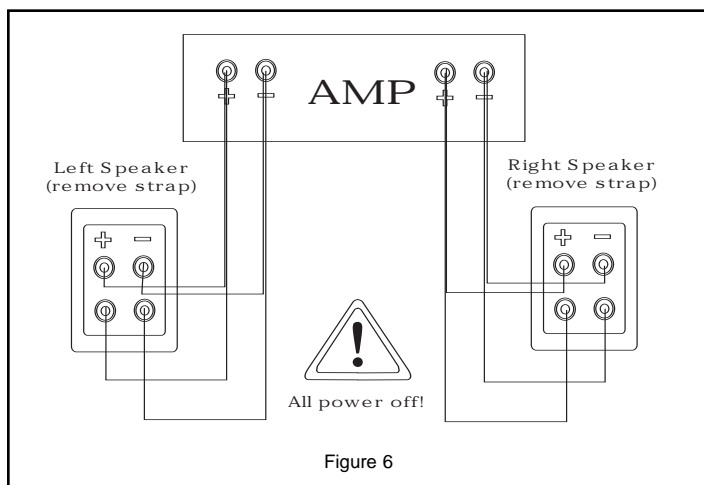 AMP
+ − + −
Left Speaker
(remove strap)
Right Speaker
(remove strap)
+ − + −
!
All power off!
Figure 6